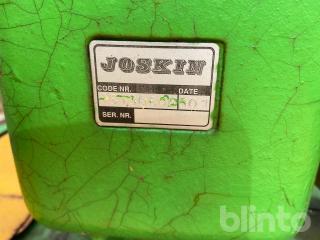 JOSKIN
CODE NR. DATE
SER. NR.
blinto